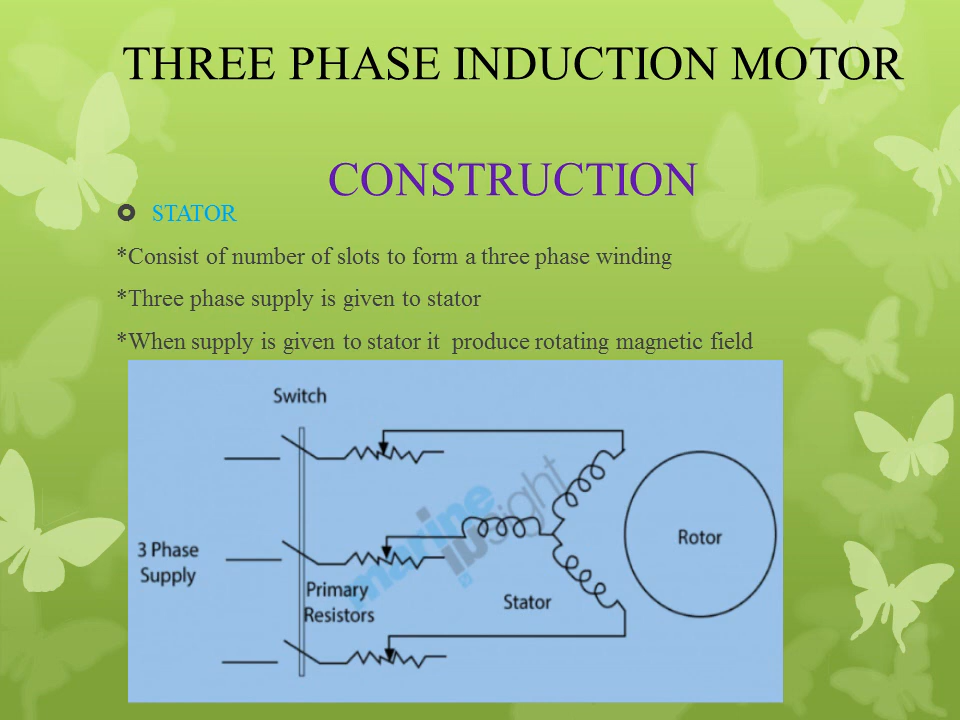 THREE PHASE INDUCTION MOTOR
CONSTRUCTION
STATOR
*Consist of number of slots to form a three phase winding
*Three phase supply is given to stator
*When supply is given to stator it  produce rotating magnetic field
Switch
3 Phase
Supply
Primary
Resistors
Stator
Rotor
marine
insight